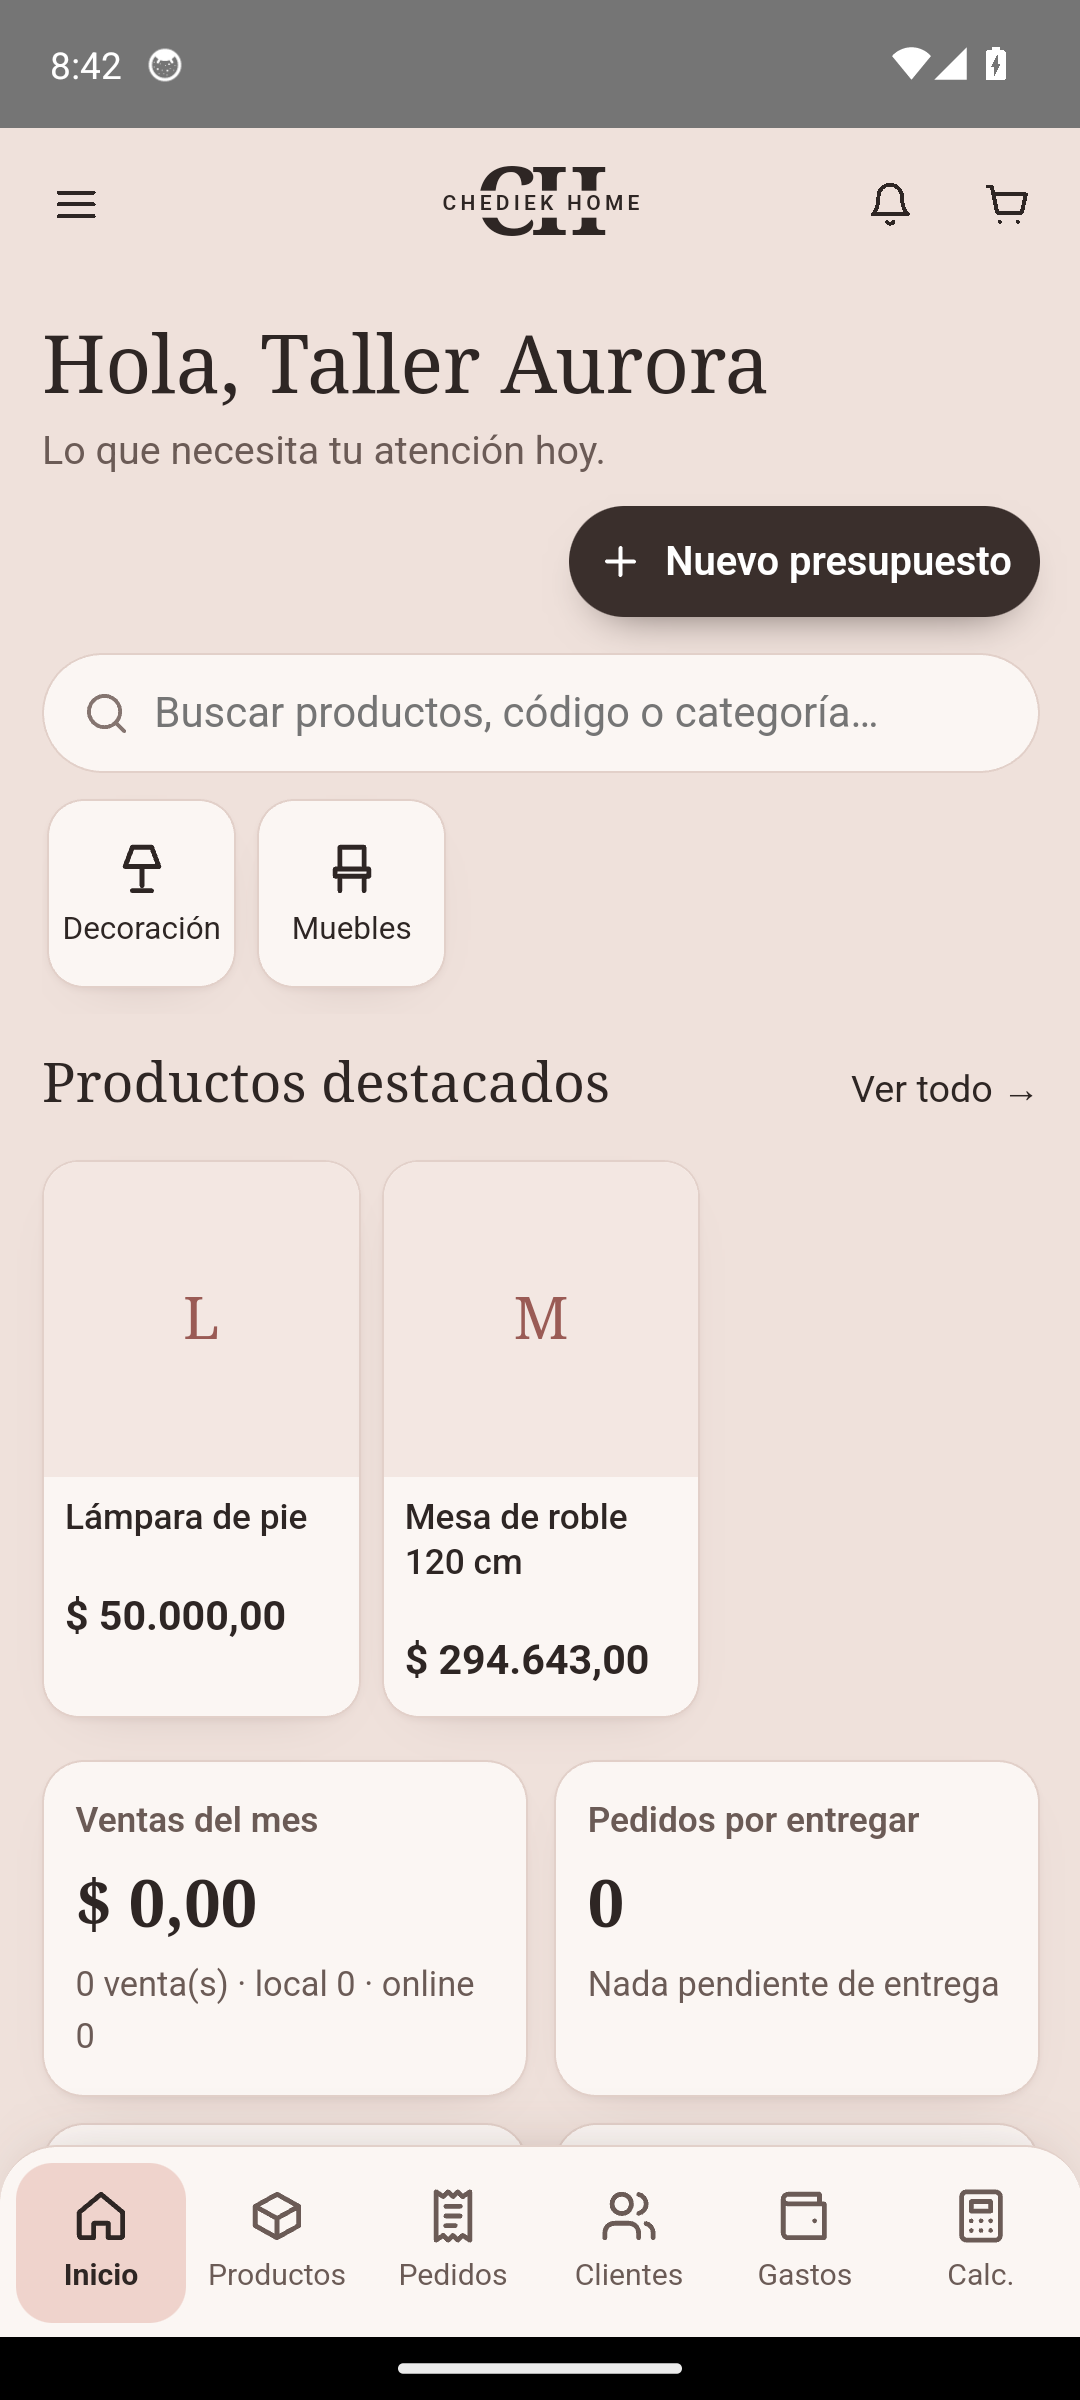 8:42
CH
CHEDIEK HOME
Hola, Taller Aurora
Lo que necesita tu atención hoy.
+ Nuevo presupuesto
Buscar productos, código o categoría…
Decoración
Muebles
Productos destacados
Ver todo →
L
M
Lámpara de pie
$ 50.000,00
Mesa de roble
120 cm
$ 294.643,00
Ventas del mes
$ 0,00
0 venta(s) · local 0 · online
0
Pedidos por entregar
0
Nada pendiente de entrega
Inicio
Productos
Pedidos
Clientes
Gastos
Calc.